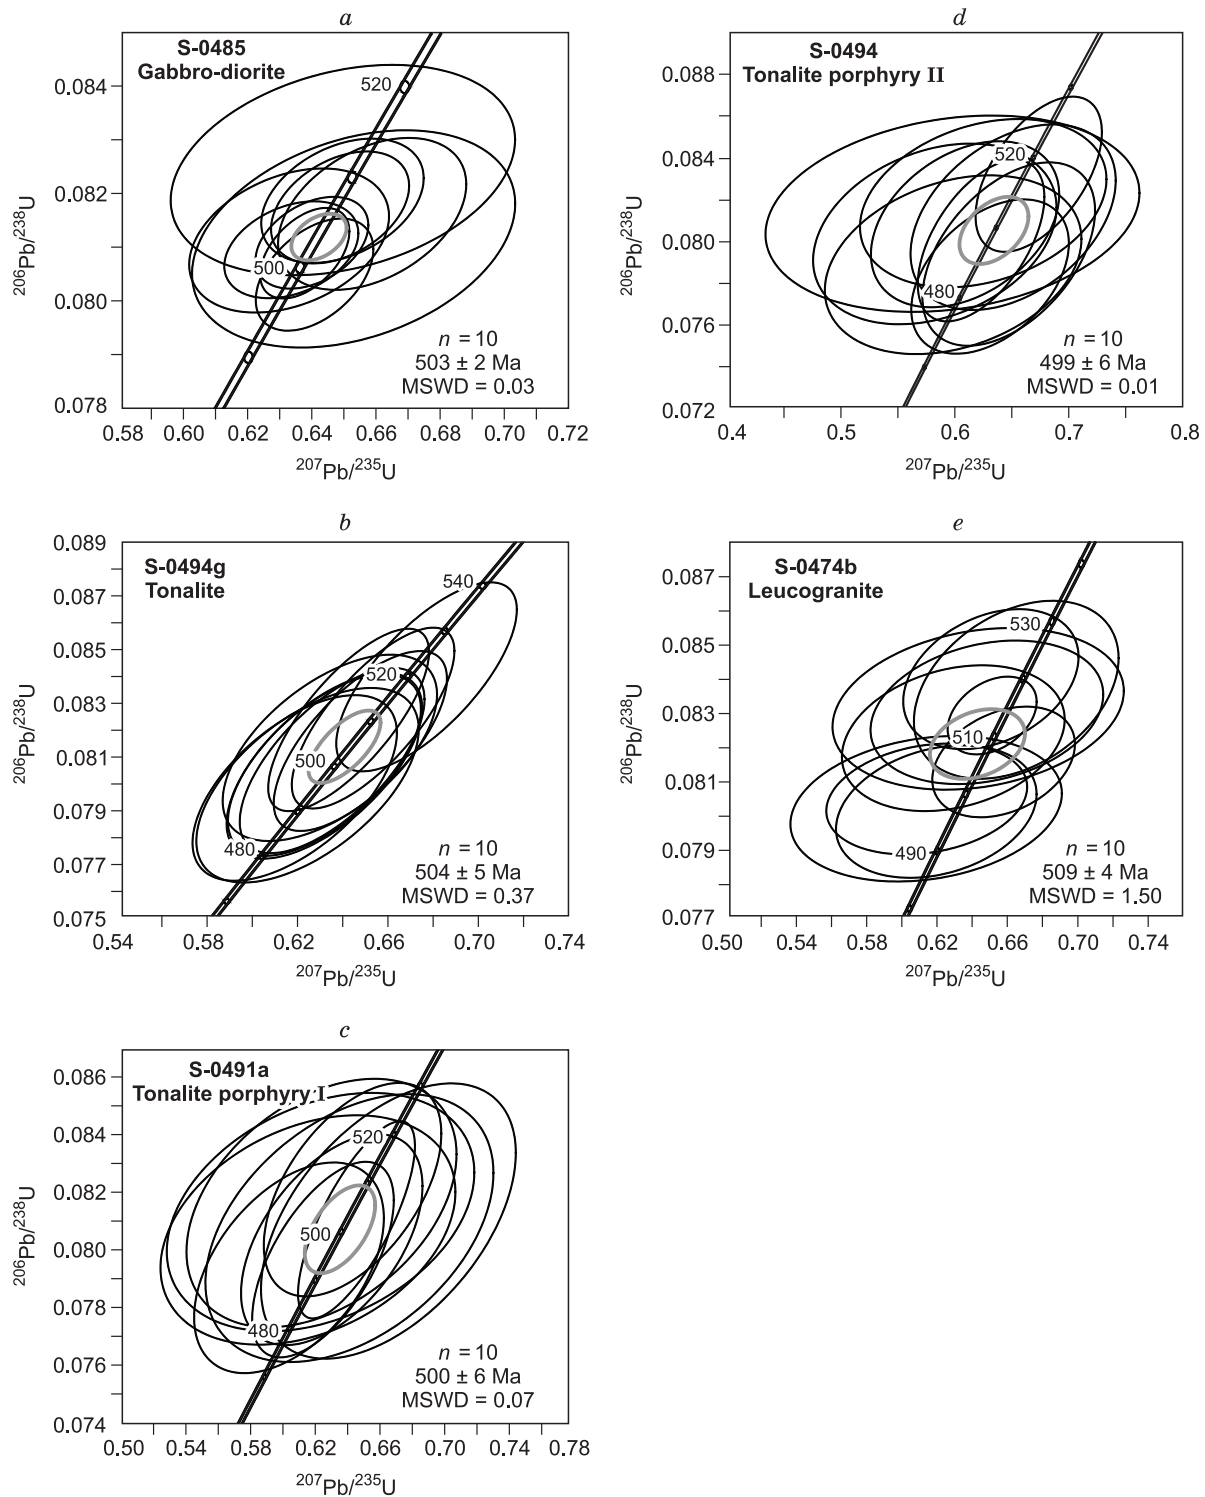 a
S-0485
Gabbro-diorite
520
500
n = 10
503 ± 2 Ma
MSWD = 0.03
0.084
0.082
0.080
0.078
206Pb/238U
0.58 0.60 0.62 0.64 0.66 0.68 0.70 0.72
207Pb/235U
d
S-0494
Tonalite porphyry II
520
480
n = 10
499 ± 6 Ma
MSWD = 0.01
0.088
0.084
0.080
0.076
0.072
206Pb/238U
0.4 0.5 0.6 0.7 0.8
207Pb/235U
b
S-0494g
Tonalite
540
520
500
480
n = 10
504 ± 5 Ma
MSWD = 0.37
0.089
0.087
0.085
0.083
0.081
0.079
0.077
0.075
206Pb/238U
0.54 0.58 0.62 0.66 0.70 0.74
207Pb/235U
e
S-0474b
Leucogranite
530
510
490
n = 10
509 ± 4 Ma
MSWD = 1.50
0.087
0.085
0.083
0.081
0.079
0.077
206Pb/238U
0.50 0.54 0.58 0.62 0.66 0.70 0.74
207Pb/235U
c
S-0491a
Tonalite porphyry I
520
500
480
n = 10
500 ± 6 Ma
MSWD = 0.07
0.086
0.084
0.082
0.080
0.078
0.076
0.074
206Pb/238U
0.50 0.54 0.58 0.62 0.66 0.70 0.74 0.78
207Pb/235U